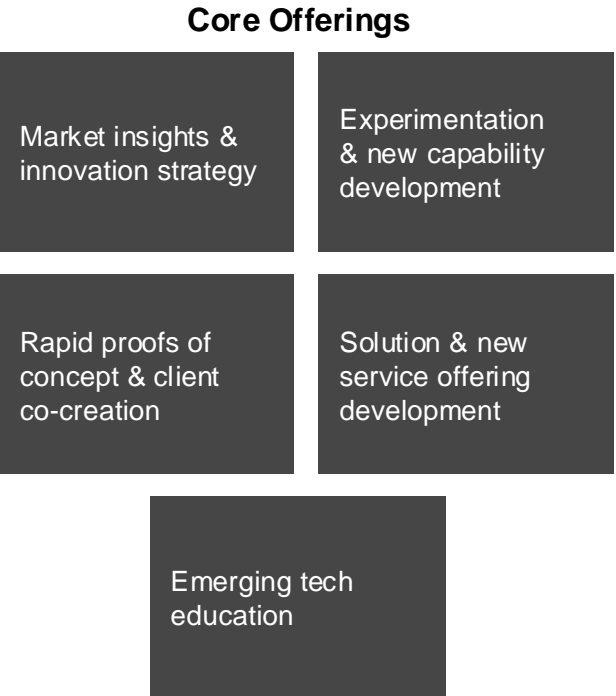 Core Offerings
Market insights &
innovation strategy
Experimentation
& new capability
development
Rapid proofs of
concept & client
co-creation
Solution & new
service offering
development
Emerging tech
education